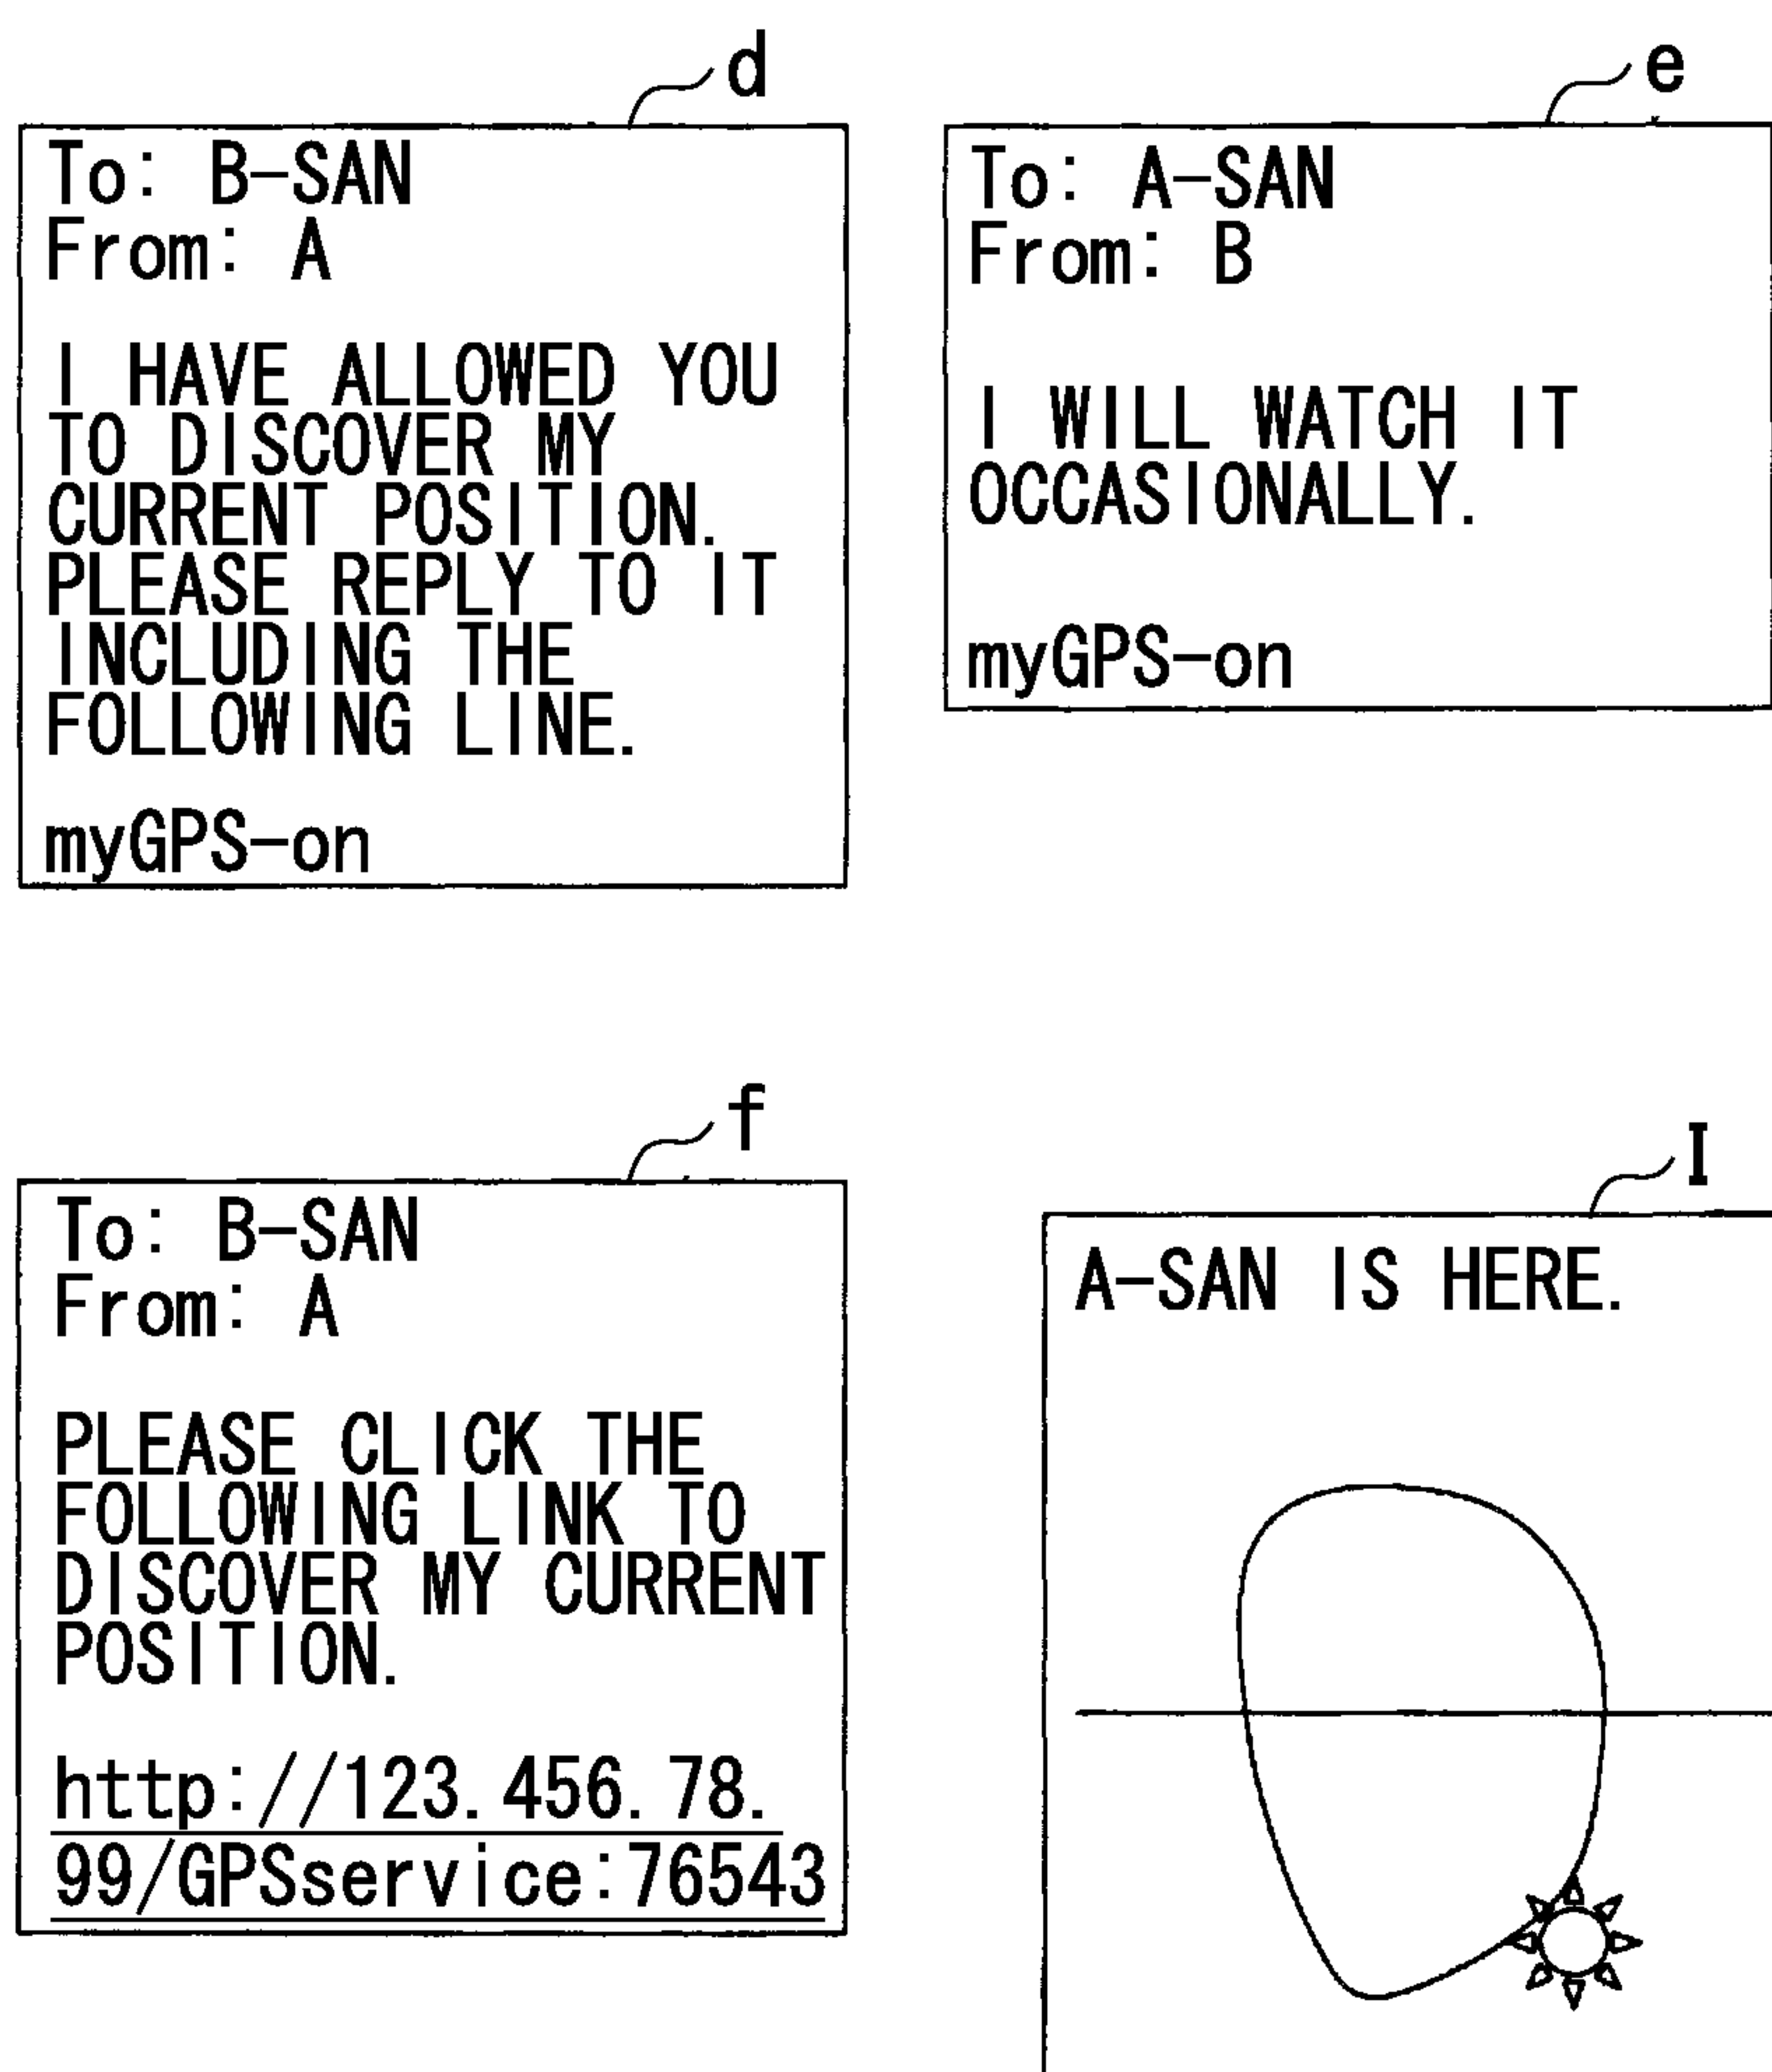 d
To: B-SAN
From: A
I HAVE ALLOWED YOU
TO DISCOVER MY
CURRENT POSITION.
PLEASE REPLY TO IT
INCLUDING THE
FOLLOWING LINE.
myGPS-on
e
To: A-SAN
From: B
I WILL WATCH IT
OCCASIONALLY.
myGPS-on
f
To: B-SAN
From: A
PLEASE CLICK THE
FOLLOWING LINK TO
DISCOVER MY CURRENT
POSITION.
http://123.456.78.
99/GPSservice:76543
I
A-SAN IS HERE.